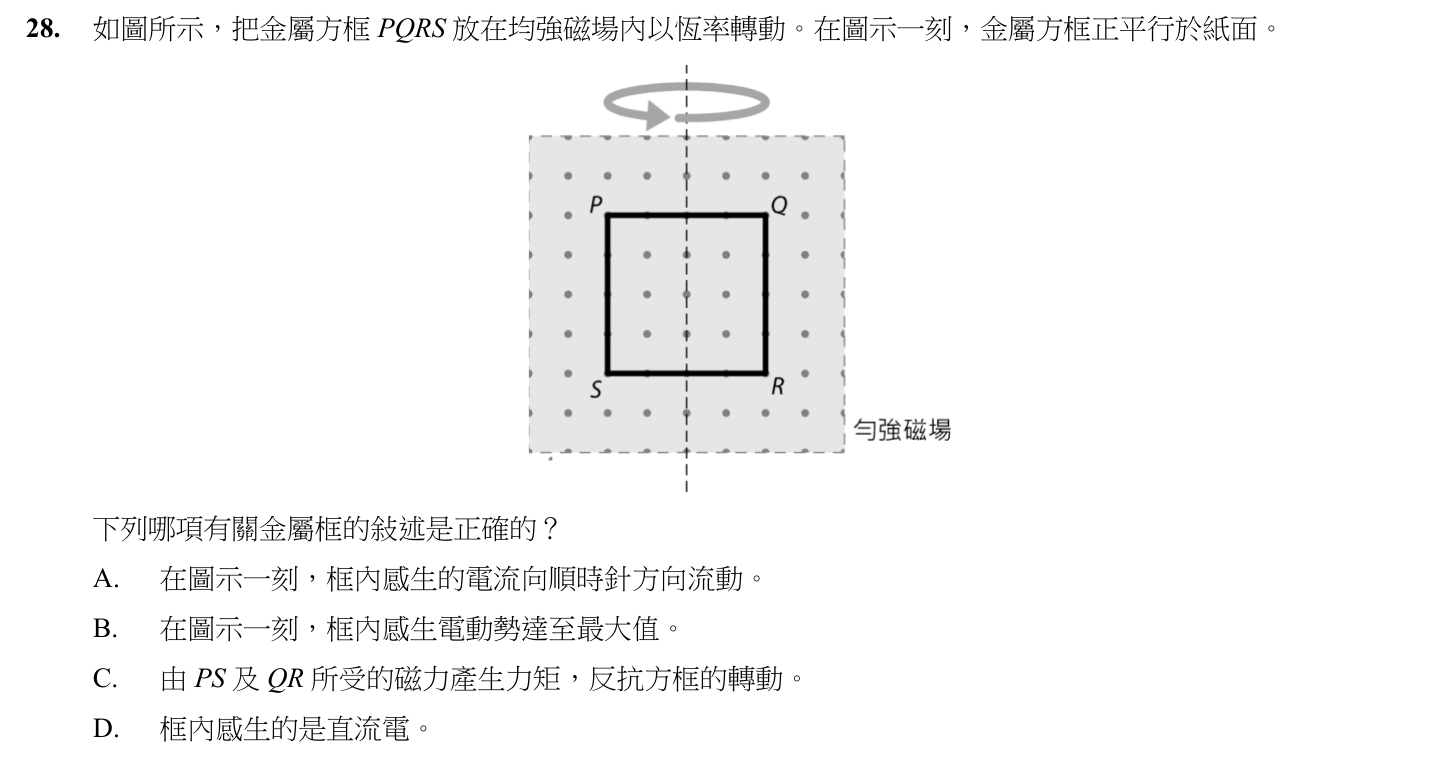 28. 如圖所示，把金屬方框 PQRS 放在均強磁場內以恆率轉動。在圖示一刻，金屬方框正平行於紙面。
P
Q
S
R
勻強磁場
下列哪項有關金屬框的敍述是正確的？
A. 在圖示一刻，框內感生的電流向順時針方向流動。
B. 在圖示一刻，框內感生電動勢達至最大值。
C. 由 PS 及 QR 所受的磁力產生力矩，反抗方框的轉動。
D. 框內感生的是直流電。